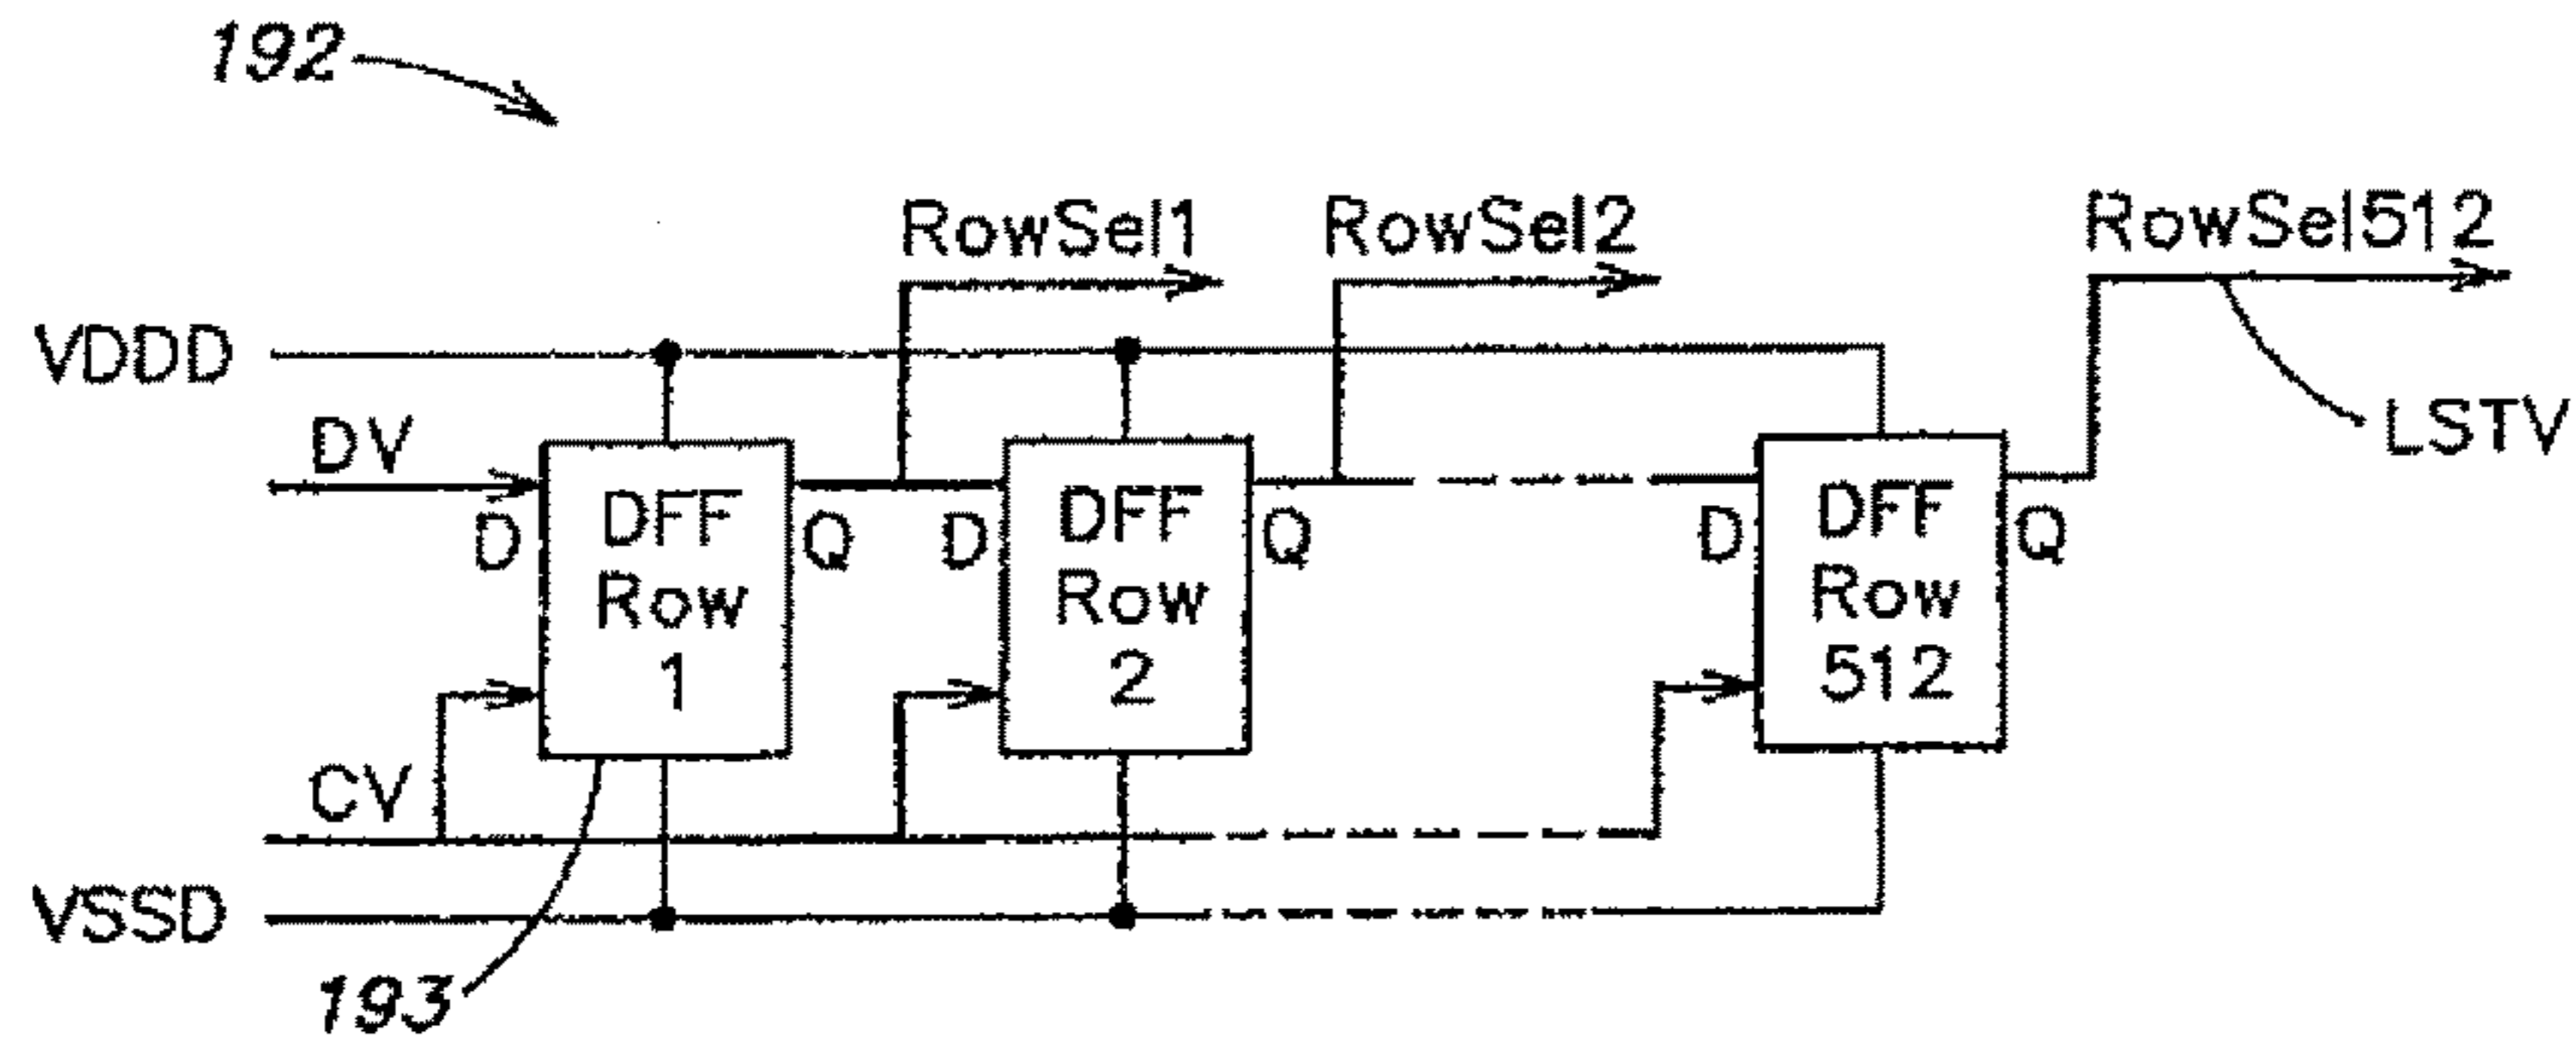 192
RowSel1 RowSel2 RowSel512
VDDD
DV
LSTV
D DFF Row 1 Q
D DFF Row 2 Q
D DFF Row 512 Q
CV
VSSD
193